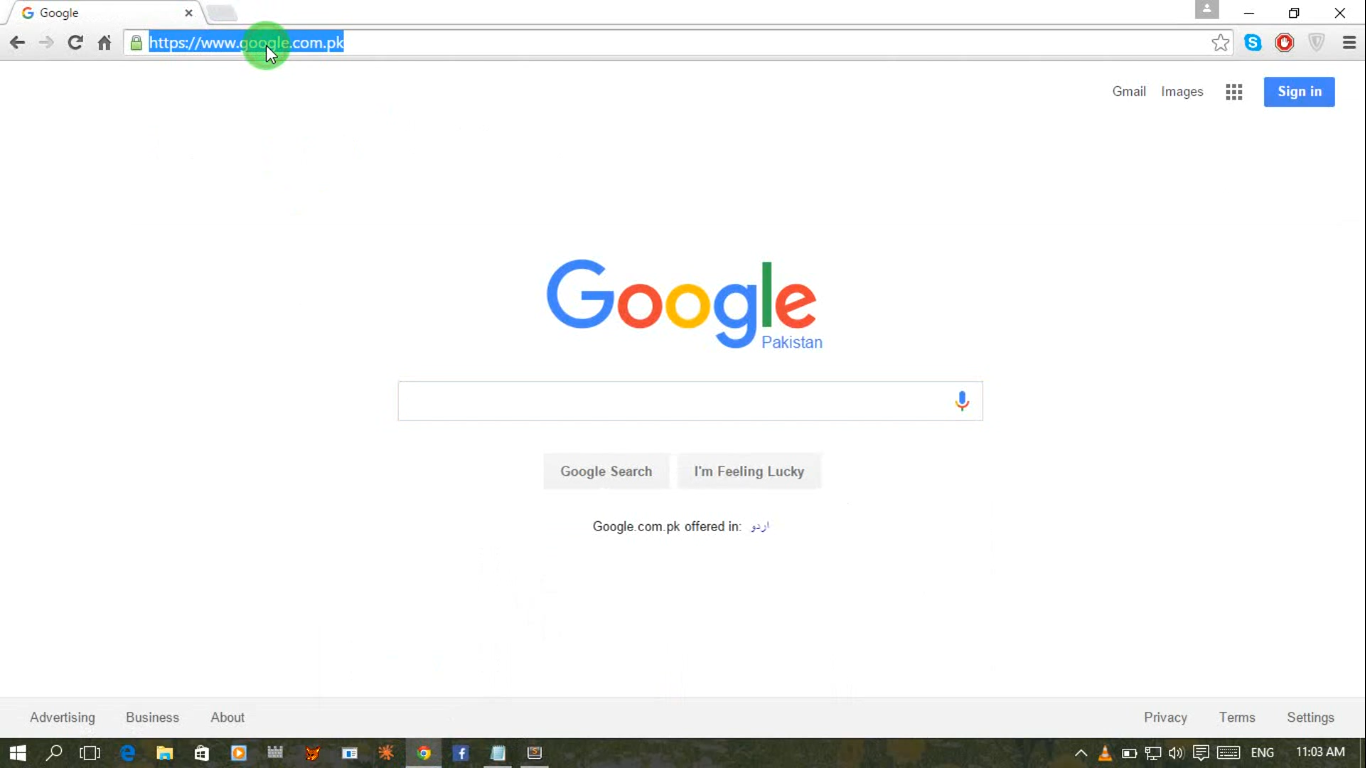 Google
https://www.google.com.pk
Gmail Images Sign in
Google
Pakistan
Google Search I'm Feeling Lucky
Google.com.pk offered in: اردو
Advertising Business About Privacy Terms Settings
ENG 11:03 AM